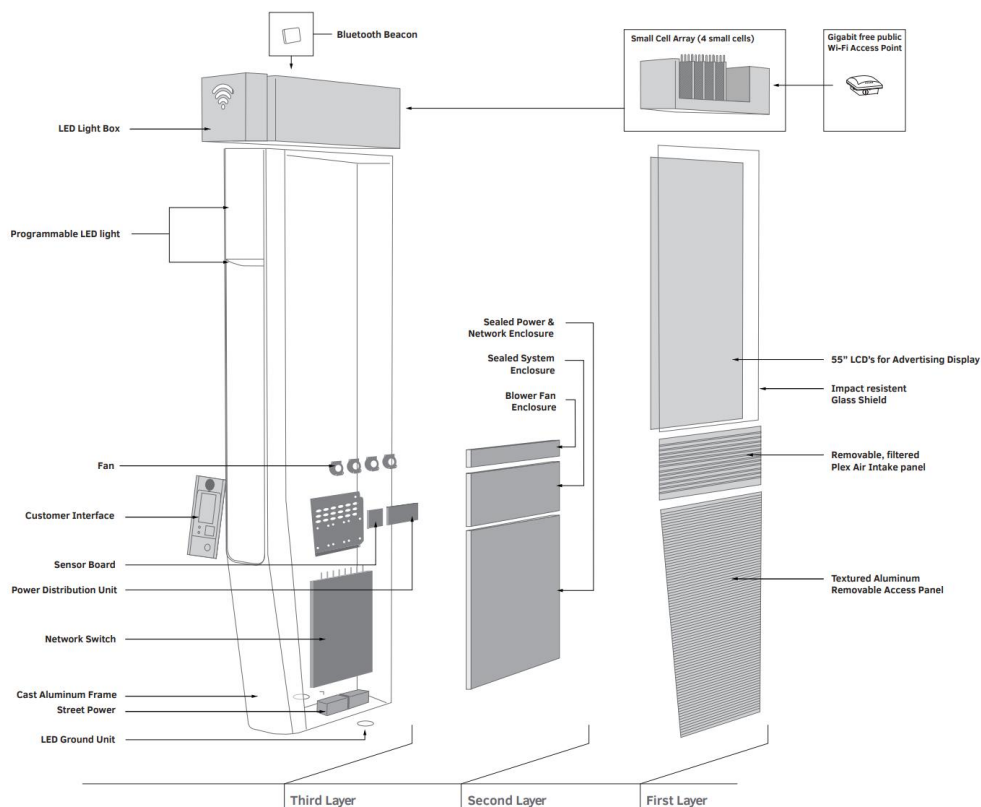 Bluetooth Beacon
Small Cell Array (4 small cells)
Gigabit free public
Wi-Fi Access Point
LED Light Box
Programmable LED light
Sealed Power &
Network Enclosure
Sealed System
Enclosure
Blower Fan
Enclosure
55" LCD's for Advertising Display
Impact resistent
Glass Shield
Fan
Removable, filtered
Plex Air Intake panel
Customer Interface
Sensor Board
Power Distribution Unit
Textured Aluminum
Removable Access Panel
Network Switch
Cast Aluminum Frame
Street Power
LED Ground Unit
Third Layer
Second Layer
First Layer